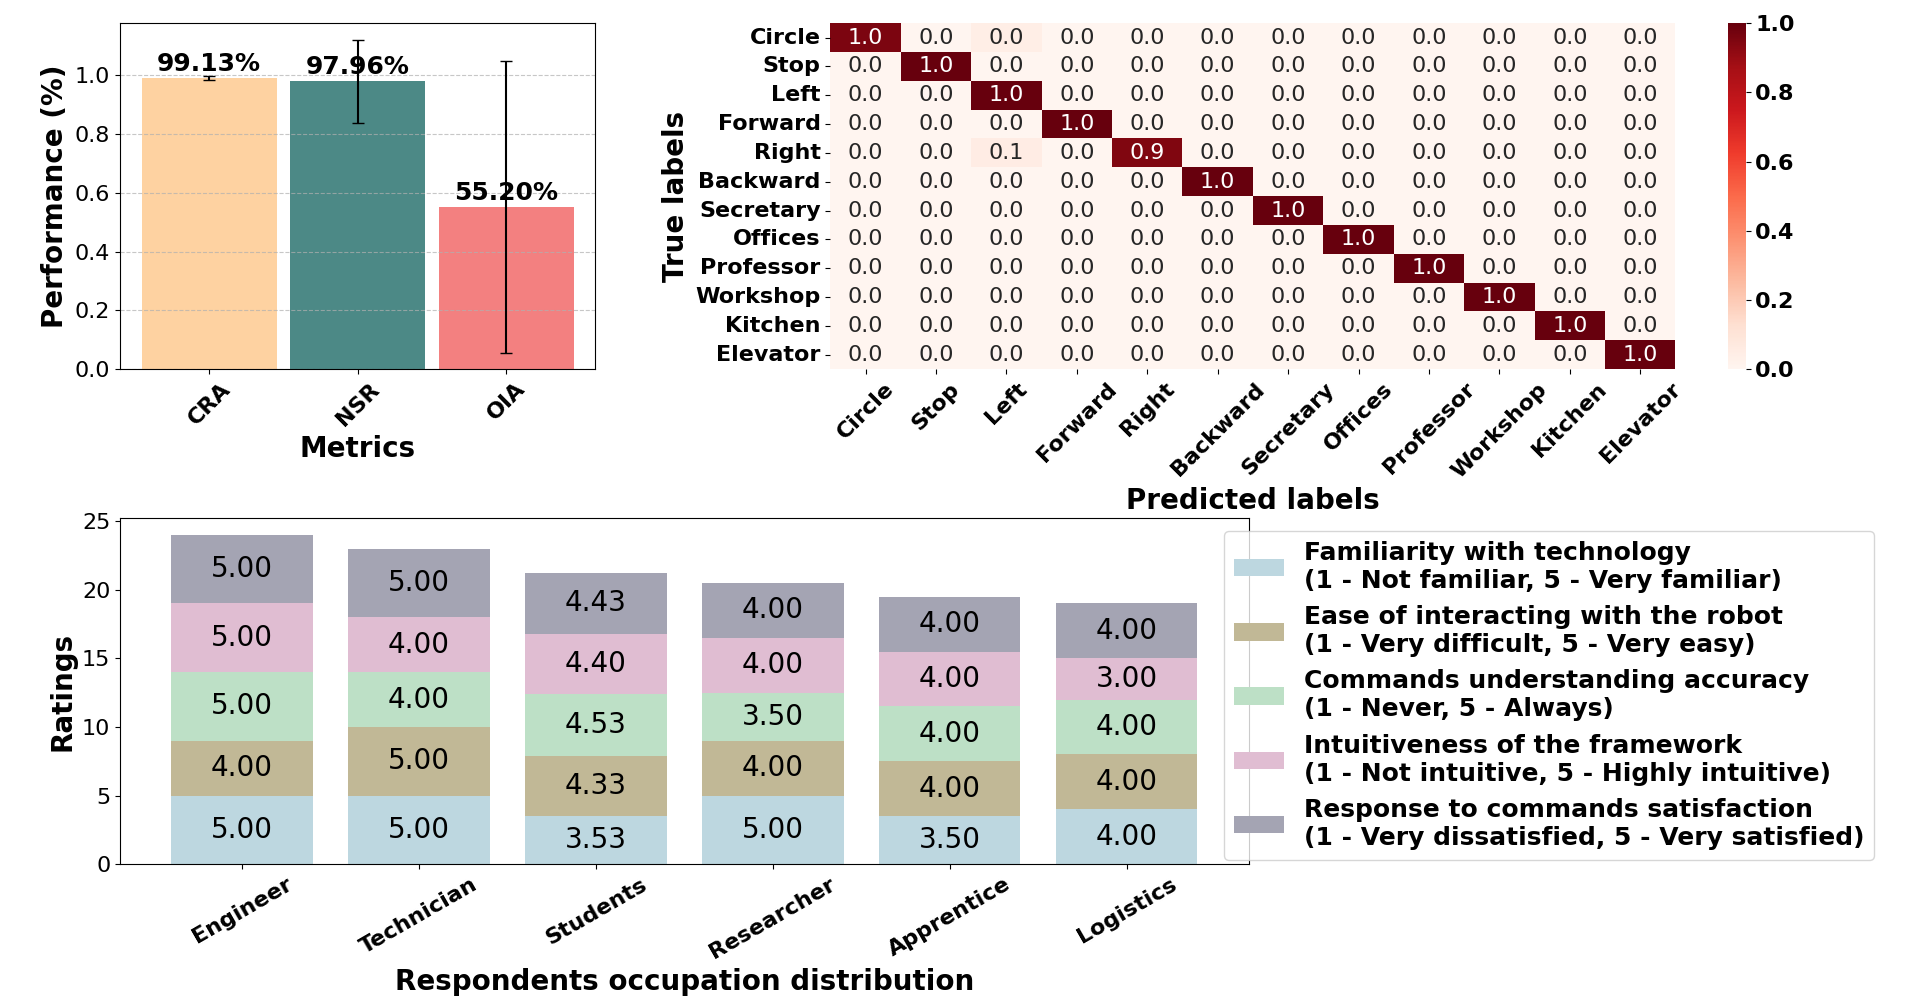 Performance (%)
1.0
0.8
0.6
0.4
0.2
0.0
99.13%
97.96%
55.20%
CRA
NSR
OIA
Metrics
True labels
Circle 1.0 0.0 0.0 0.0 0.0 0.0 0.0 0.0 0.0 0.0 0.0 0.0
Stop 0.0 1.0 0.0 0.0 0.0 0.0 0.0 0.0 0.0 0.0 0.0 0.0
Left 0.0 0.0 1.0 0.0 0.0 0.0 0.0 0.0 0.0 0.0 0.0 0.0
Forward 0.0 0.0 0.0 1.0 0.0 0.0 0.0 0.0 0.0 0.0 0.0 0.0
Right 0.0 0.0 0.1 0.0 0.9 0.0 0.0 0.0 0.0 0.0 0.0 0.0
Backward 0.0 0.0 0.0 0.0 0.0 1.0 0.0 0.0 0.0 0.0 0.0 0.0
Secretary 0.0 0.0 0.0 0.0 0.0 0.0 1.0 0.0 0.0 0.0 0.0 0.0
Offices 0.0 0.0 0.0 0.0 0.0 0.0 0.0 1.0 0.0 0.0 0.0 0.0
Professor 0.0 0.0 0.0 0.0 0.0 0.0 0.0 0.0 1.0 0.0 0.0 0.0
Workshop 0.0 0.0 0.0 0.0 0.0 0.0 0.0 0.0 0.0 1.0 0.0 0.0
Kitchen 0.0 0.0 0.0 0.0 0.0 0.0 0.0 0.0 0.0 0.0 1.0 0.0
Elevator 0.0 0.0 0.0 0.0 0.0 0.0 0.0 0.0 0.0 0.0 0.0 1.0
Circle
Stop
Left
Forward
Right
Backward
Secretary
Offices
Professor
Workshop
Kitchen
Elevator
Predicted labels
1.0
0.8
0.6
0.4
0.2
0.0
Ratings
25
20
15
10
5
0
5.00 5.00 4.43 4.00 4.00 4.00
5.00 4.00 4.40 4.00 4.00 3.00
5.00 4.00 4.53 3.50 4.00 4.00
4.00 5.00 4.33 4.00 4.00 4.00
5.00 5.00 3.53 5.00 3.50 4.00
Engineer
Technician
Students
Researcher
Apprentice
Logistics
Respondents occupation distribution
Familiarity with technology
(1 - Not familiar, 5 - Very familiar)
Ease of interacting with the robot
(1 - Very difficult, 5 - Very easy)
Commands understanding accuracy
(1 - Never, 5 - Always)
Intuitiveness of the framework
(1 - Not intuitive, 5 - Highly intuitive)
Response to commands satisfaction
(1 - Very dissatisfied, 5 - Very satisfied)